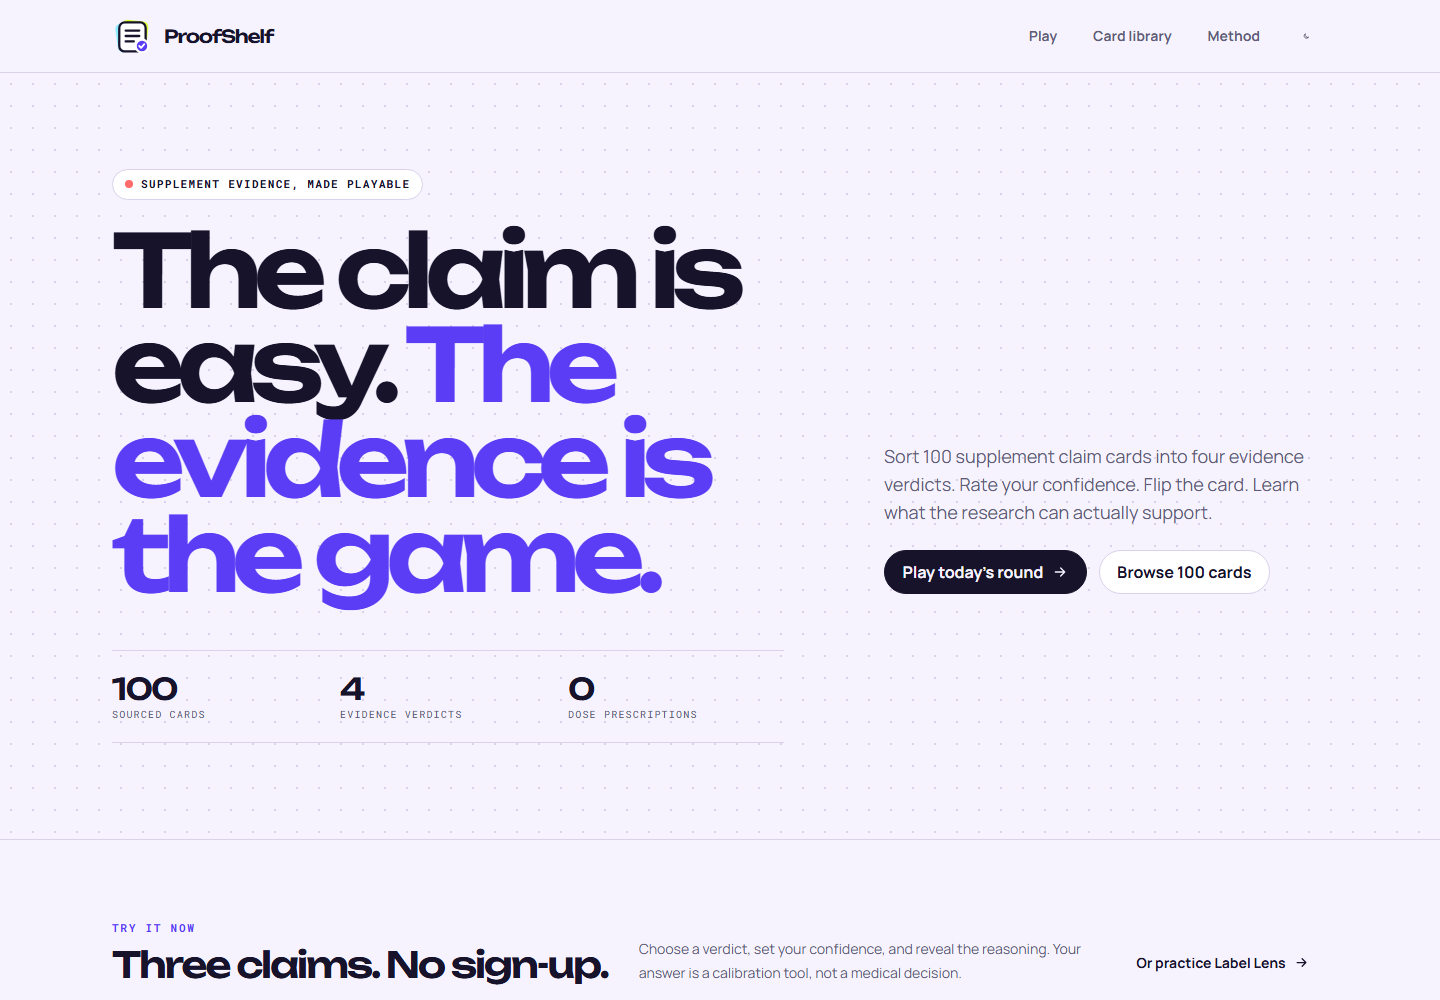 ProofShelf
Play
Card library
Method
SUPPLEMENT EVIDENCE, MADE PLAYABLE
The claim is
easy. The
evidence is
the game.
Sort 100 supplement claim cards into four evidence
verdicts. Rate your confidence. Flip the card. Learn
what the research can actually support.
Play today's round →
Browse 100 cards
100
SOURCED CARDS
4
EVIDENCE VERDICTS
0
DOSE PRESCRIPTIONS
TRY IT NOW
Three claims. No sign-up.
Choose a verdict, set your confidence, and reveal the reasoning. Your
answer is a calibration tool, not a medical decision.
Or practice Label Lens →